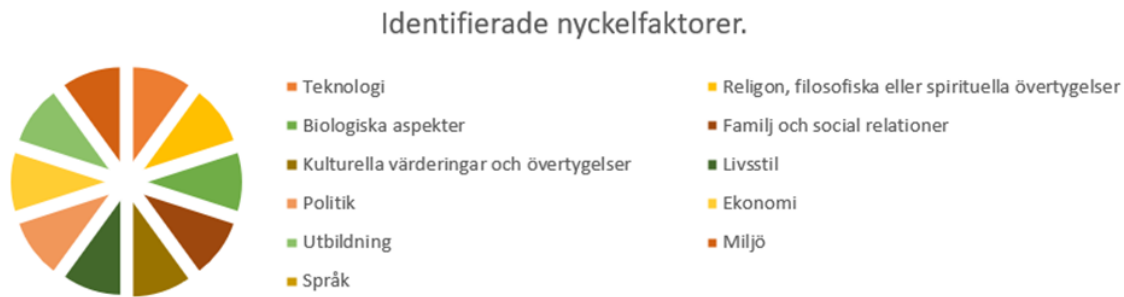 Identifierade nyckelfaktorer.
Teknologi
Religon, filosofiska eller spirituella övertygelser
Biologiska aspekter
Familj och social relationer
Kulturella värderingar och övertygelser
Livsstil
Politik
Ekonomi
Utbildning
Miljö
Språk